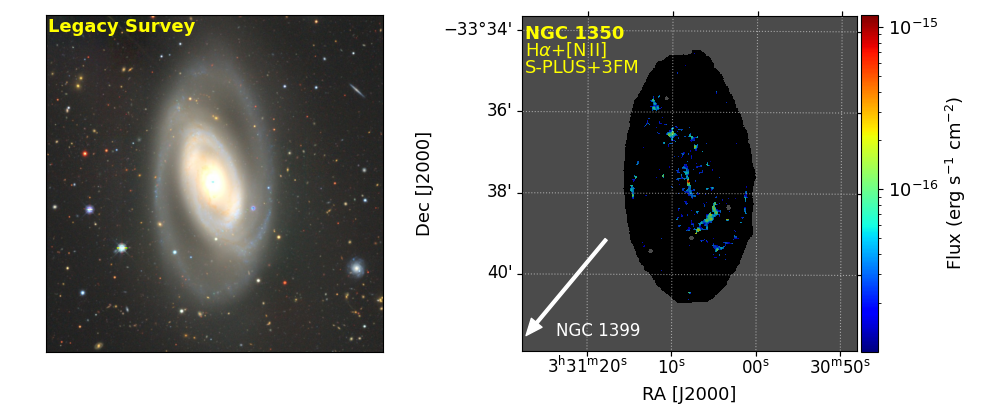 Legacy Survey
NGC 1350
Hα+[N II]
S-PLUS+3FM
NGC 1399
−33°34'
36'
38'
40'
Dec [J2000]
3ʰ31ᵐ20ˢ 10ˢ 00ˢ 30ᵐ50ˢ
RA [J2000]
10⁻¹⁵
10⁻¹⁶
Flux (erg s⁻¹ cm⁻²)